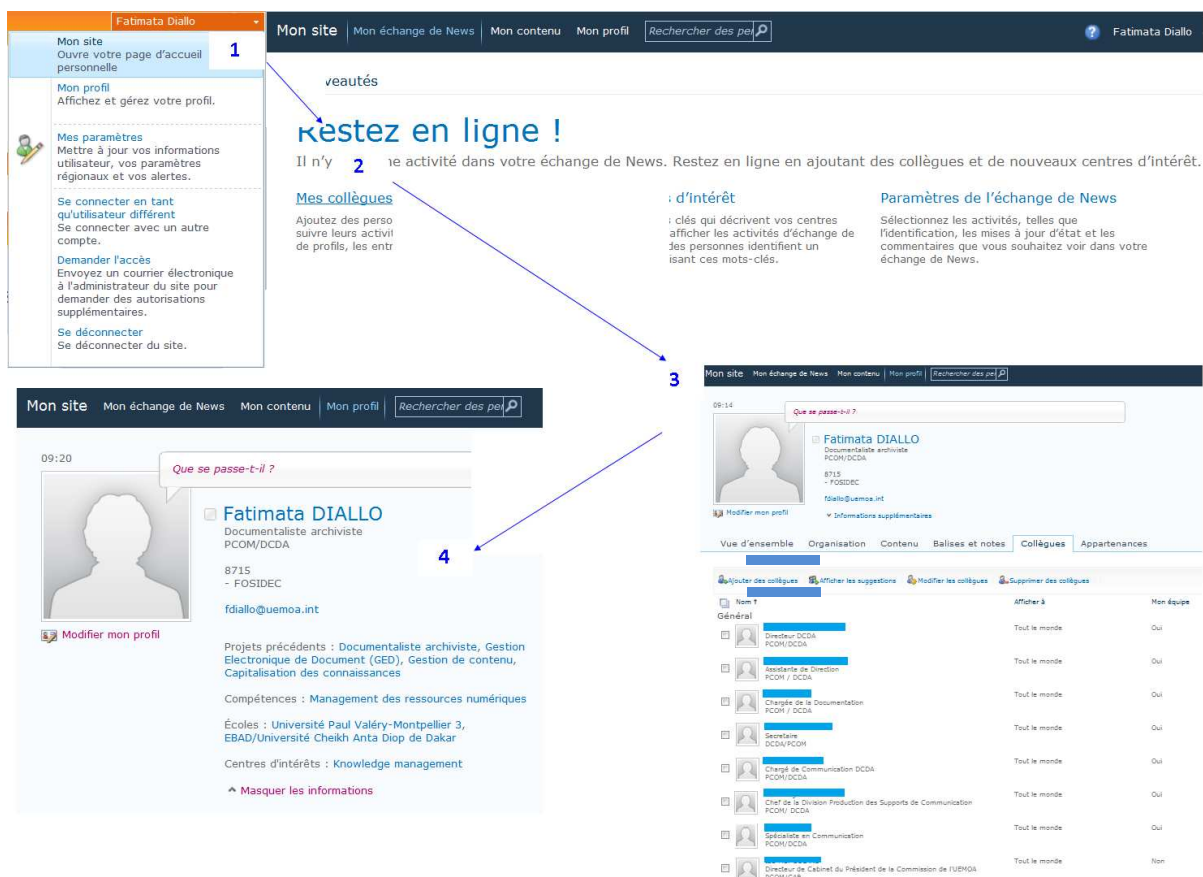 Fatimata Diallo
Mon site
Ouvre votre page d'accueil
personnelle
1
Mon profil
Affichez et gérez votre profil.
Mes paramètres
Mettre à jour vos informations
utilisateur, vos paramètres
régionaux et vos alertes.
Se connecter en tant
qu'utilisateur différent
Se connecter avec un autre
compte.
Demander l'accès
Envoyez un courrier électronique
à l'administrateur du site pour
demander des autorisations
supplémentaires.
Se déconnecter
Se déconnecter du site.
Mon site Mon échange de News Mon contenu Mon profil Rechercher des per
Fatimata Diallo
veautés
Restez en ligne !
Il n'y 2 ne activité dans votre échange de News. Restez en ligne en ajoutant des collègues et de nouveaux centres d'intérêt.
Mes collègues
Ajoutez des perso
suivre leurs activit
de profils, les entr
s d'intérêt
s clés qui décrivent vos centres
afficher les activités d'échange de
des personnes identifient un
isant ces mots-clés.
Paramètres de l'échange de News
Sélectionnez les activités, telles que
l'identification, les mises à jour d'état et les
commentaires que vous souhaitez voir dans votre
échange de News.
3
Mon site Mon échange de News Mon contenu Mon profil Rechercher des per
09:14
Que se passe-t-il ?
Fatimata DIALLO
Documentaliste archiviste
PCOM/DCDA
8715
- FOSIDEC
fdiallo@uemoa.int
Modifier mon profil
Informations supplémentaires
Vue d'ensemble Organisation Contenu Balises et notes Collègues Appartenances
Ajouter des collègues Afficher les suggestions Modifier les collègues Supprimer des collègues
Nom Afficher à Mon équipe
Général
Tout le monde Oui
Directeur DCDA
PCOM/DCDA
Tout le monde Oui
Assistante de Direction
PCOM / DCDA
Tout le monde Oui
Chargée de la Documentation
PCOM / DCDA
Tout le monde Oui
Secretaire
DCDA/PCOM
Tout le monde Oui
Chargé de Communication DCDA
PCOM/DCDA
Tout le monde Oui
Chef de la Division Production des Supports de Communication
PCOM/ DCDA
Tout le monde Oui
Spécialiste en Communication
PCOM/DCDA
Tout le monde Non
Directeur de Cabinet du Président de la Commission de l'UEMOA
PCOM/CAB
Mon site Mon échange de News Mon contenu Mon profil Rechercher des per
09:20
Que se passe-t-il ?
Fatimata DIALLO
Documentaliste archiviste
PCOM/DCDA
4
8715
- FOSIDEC
fdiallo@uemoa.int
Modifier mon profil
Projets précédents : Documentaliste archiviste, Gestion
Electronique de Document (GED), Gestion de contenu,
Capitalisation des connaissances
Compétences : Management des ressources numériques
Écoles : Université Paul Valéry-Montpellier 3,
EBAD/Université Cheikh Anta Diop de Dakar
Centres d'intérêts : Knowledge management
Masquer les informations